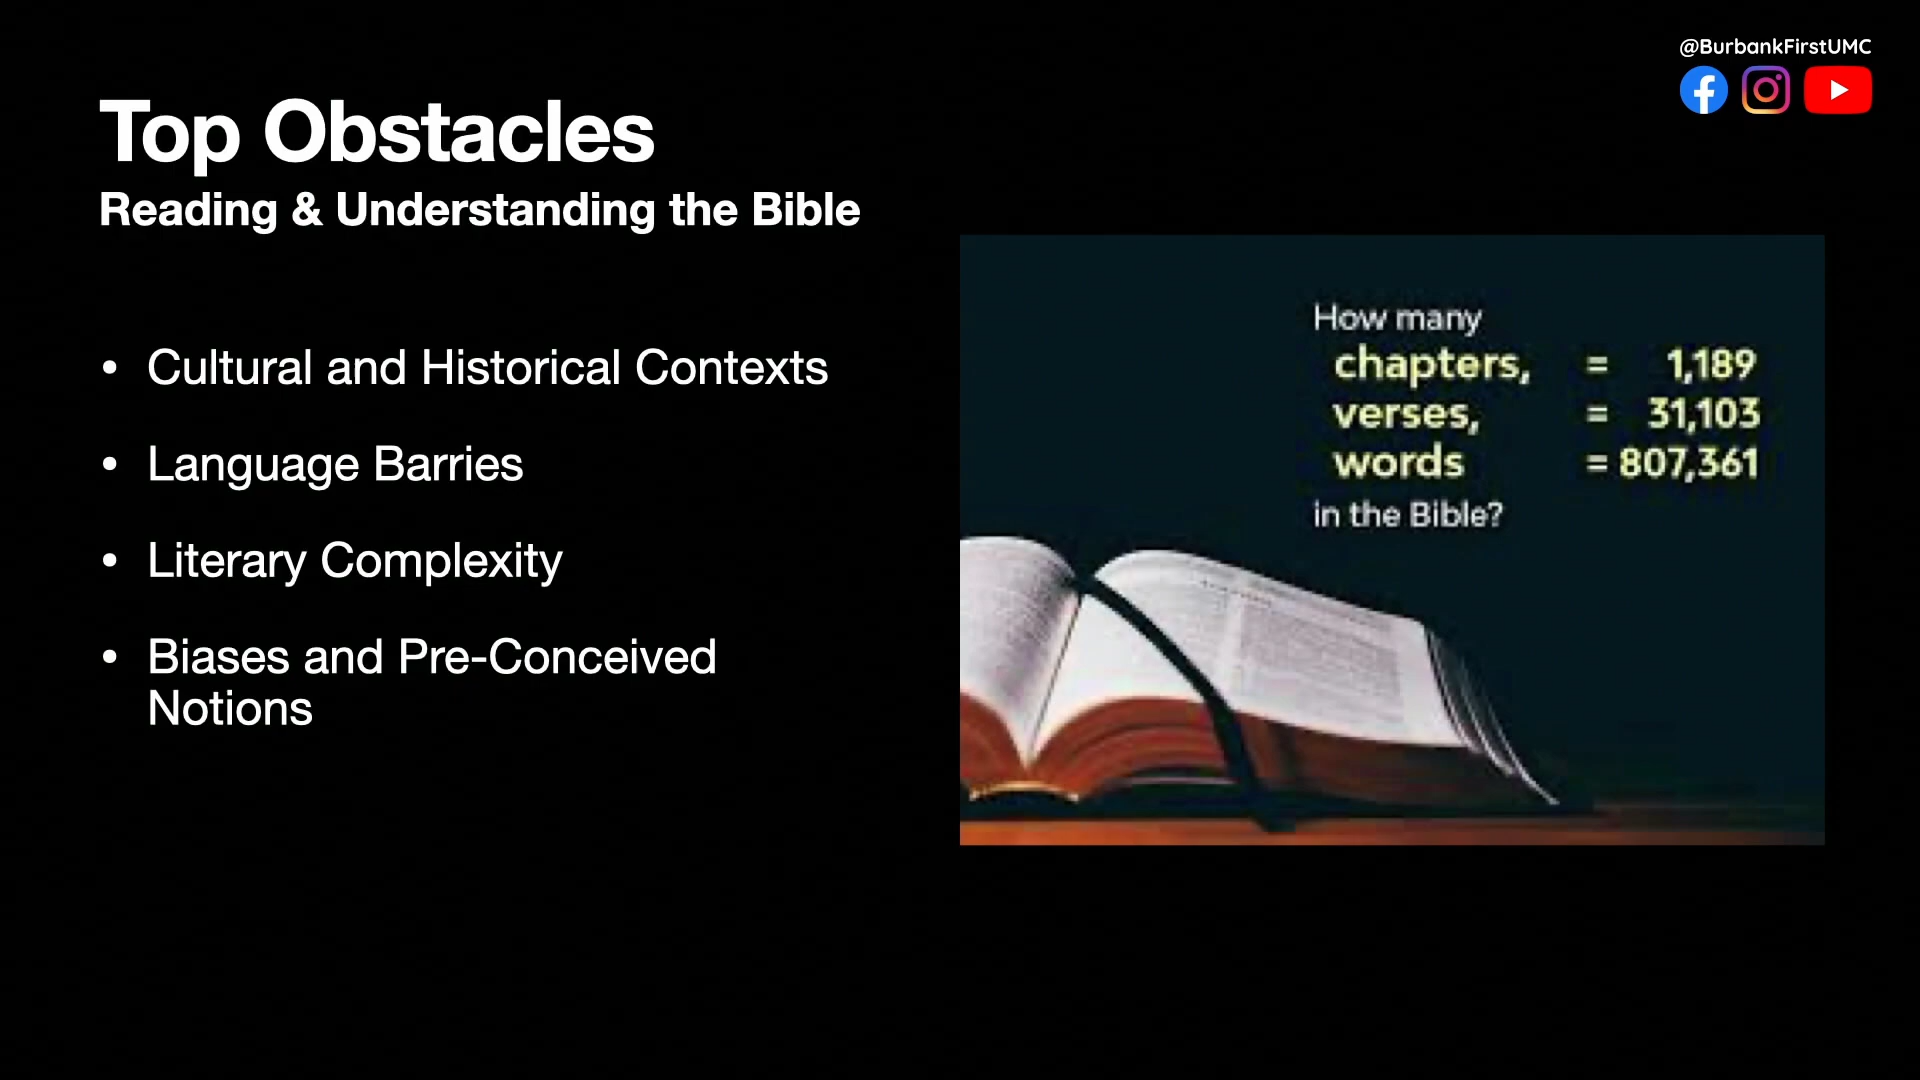 @BurbankFirstUMC
Top Obstacles
Reading & Understanding the Bible
• Cultural and Historical Contexts
• Language Barries
• Literary Complexity
• Biases and Pre-Conceived
Notions
How many
chapters, = 1,189
verses, = 31,103
words = 807,361
in the Bible?